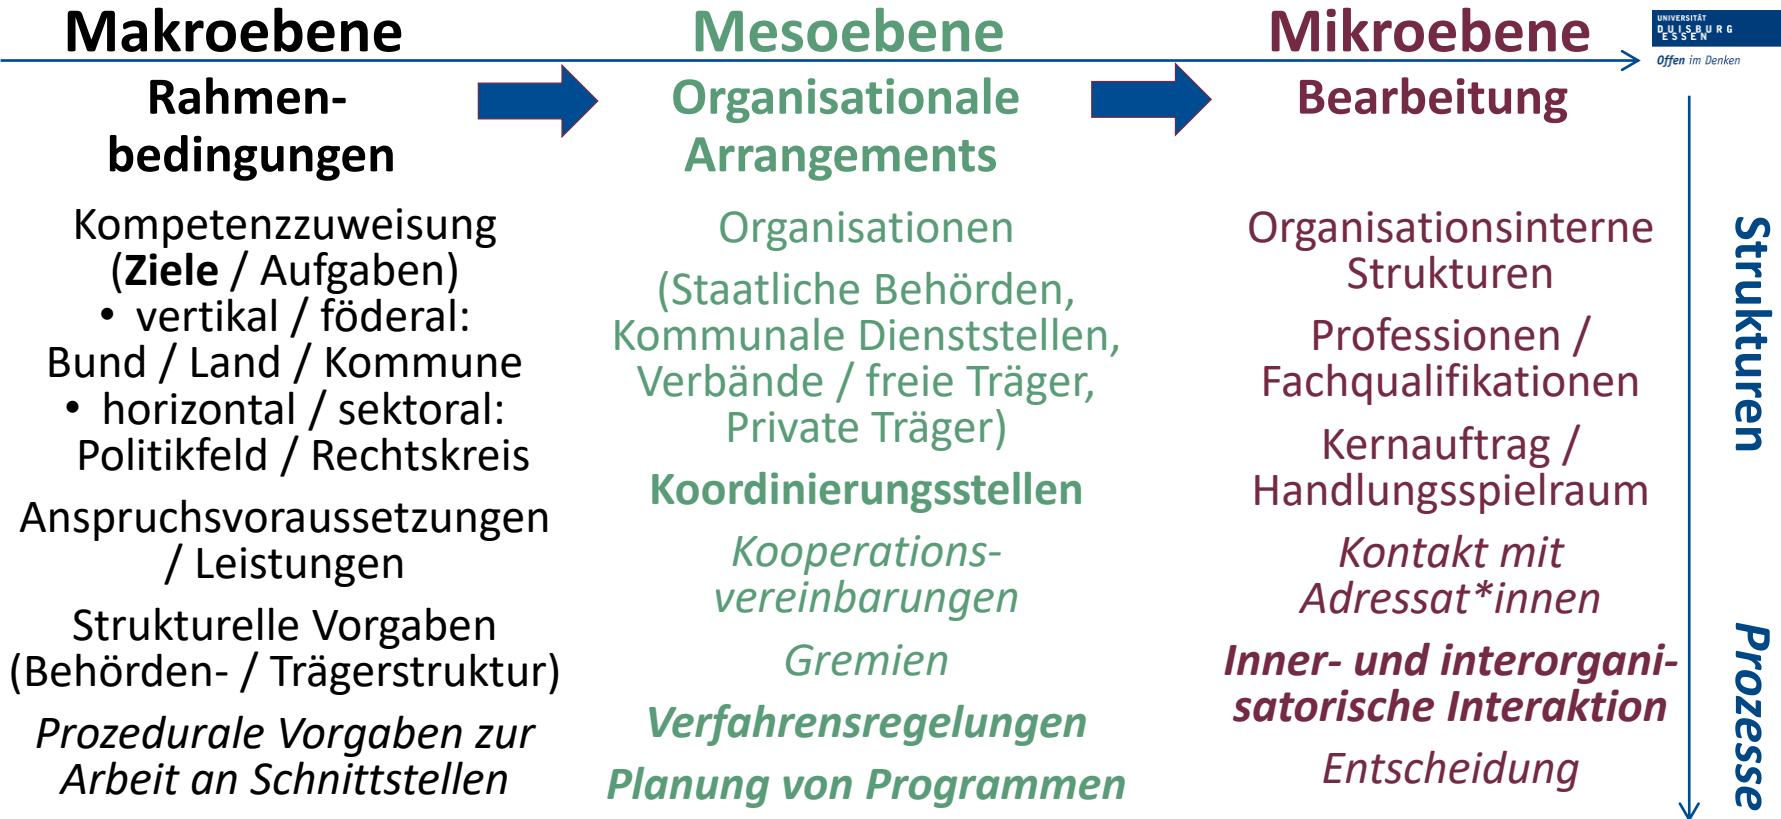 Makroebene
Mesoebene
Mikroebene
UNIVERSITÄT
DUISBURG
ESSEN
Offen im Denken
Rahmen-
bedingungen
Kompetenzzuweisung
(Ziele / Aufgaben)
• vertikal / föderal:
Bund / Land / Kommune
• horizontal / sektoral:
Politikfeld / Rechtskreis
Anspruchsvoraussetzungen
/ Leistungen
Strukturelle Vorgaben
(Behörden- / Trägerstruktur)
Prozedurale Vorgaben zur
Arbeit an Schnittstellen
Organisationale
Arrangements
Organisationen
(Staatliche Behörden,
Kommunale Dienststellen,
Verbände / freie Träger,
Private Träger)
Koordinierungsstellen
Kooperations-
vereinbarungen
Gremien
Verfahrensregelungen
Planung von Programmen
Bearbeitung
Organisationsinterne
Strukturen
Professionen /
Fachqualifikationen
Kernauftrag /
Handlungsspielraum
Kontakt mit
Adressat*innen
Inner- und interorgani-
satorische Interaktion
Entscheidung
Strukturen
Prozesse